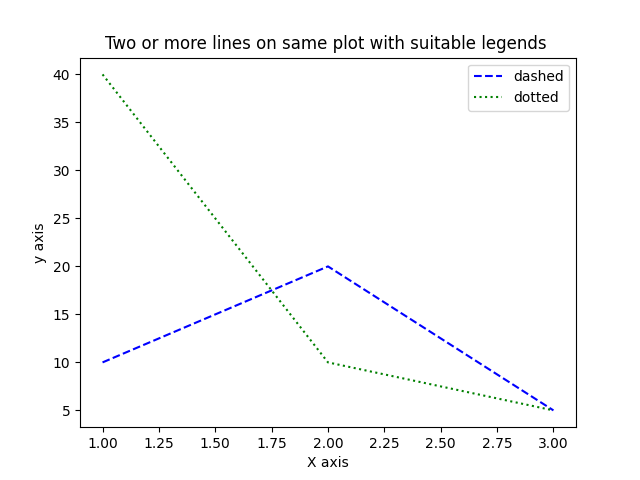 Two or more lines on same plot with suitable legends
dashed
dotted
y axis
40
35
30
25
20
15
10
5
1.00 1.25 1.50 1.75 2.00 2.25 2.50 2.75 3.00
X axis